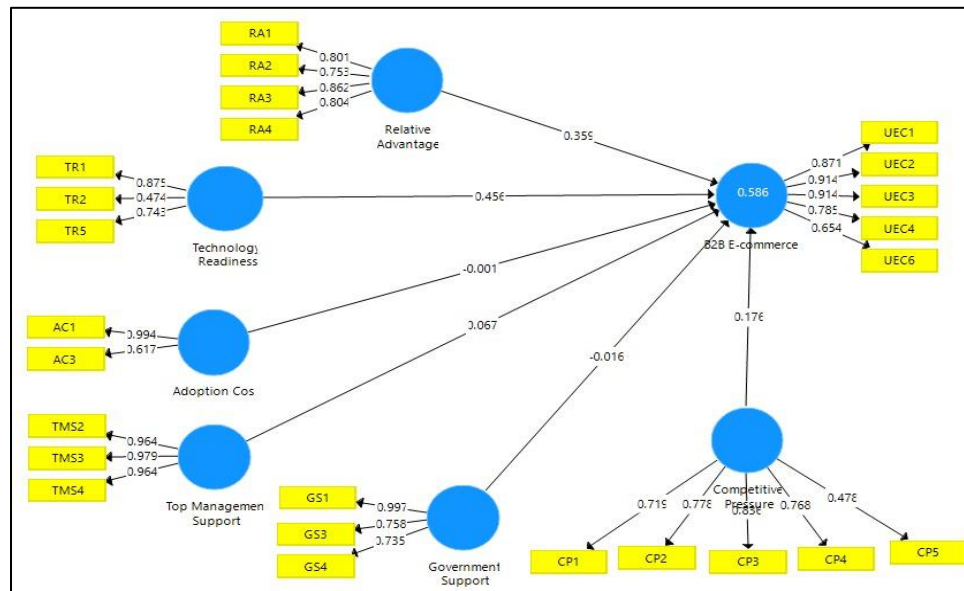 RA1
0.801
RA2
0.753
RA3
0.862
RA4
0.804
Relative
Advantage
0.359
TR1
0.875
TR2
0.474
TR5
0.743
Technology
Readiness
0.456
UEC1
0.871
UEC2
0.914
UEC3
0.914
UEC4
0.785
UEC6
0.654
0.586
B2B E-commerce
AC1
0.994
AC3
0.617
Adoption Cos
-0.001
TMS2
0.964
TMS3
0.979
TMS4
0.964
Top Managemen
Support
0.067
GS1
0.997
GS3
0.758
GS4
0.735
Government
Support
-0.016
0.176
Competitive
Pressure
0.719
0.778
0.768
0.478
CP1
CP2
CP3
CP4
CP5